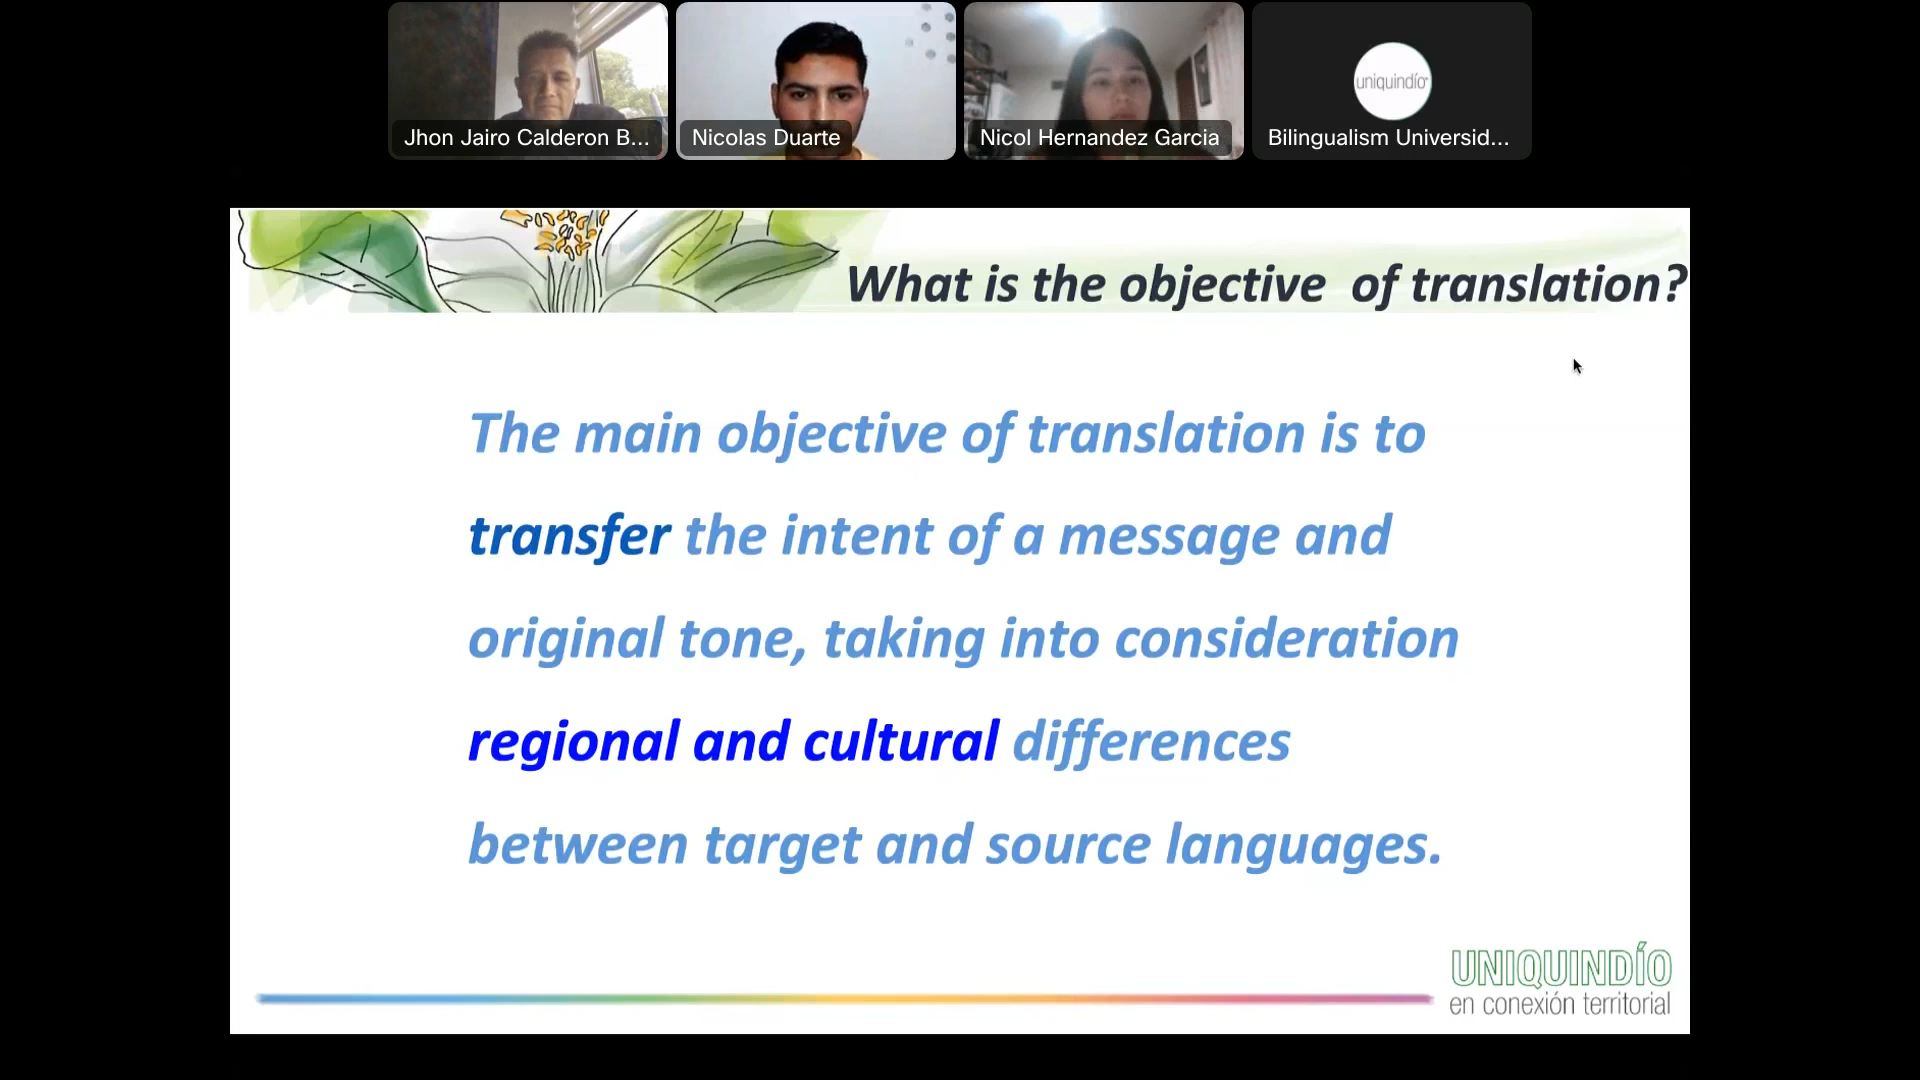 Jhon Jairo Calderon B...
Nicolas Duarte
Nicol Hernandez Garcia
uniquindío
Bilingualism Universid...
What is the objective of translation?
The main objective of translation is to
transfer the intent of a message and
original tone, taking into consideration
regional and cultural differences
between target and source languages.
UNIQUINDÍO
en conexión territorial